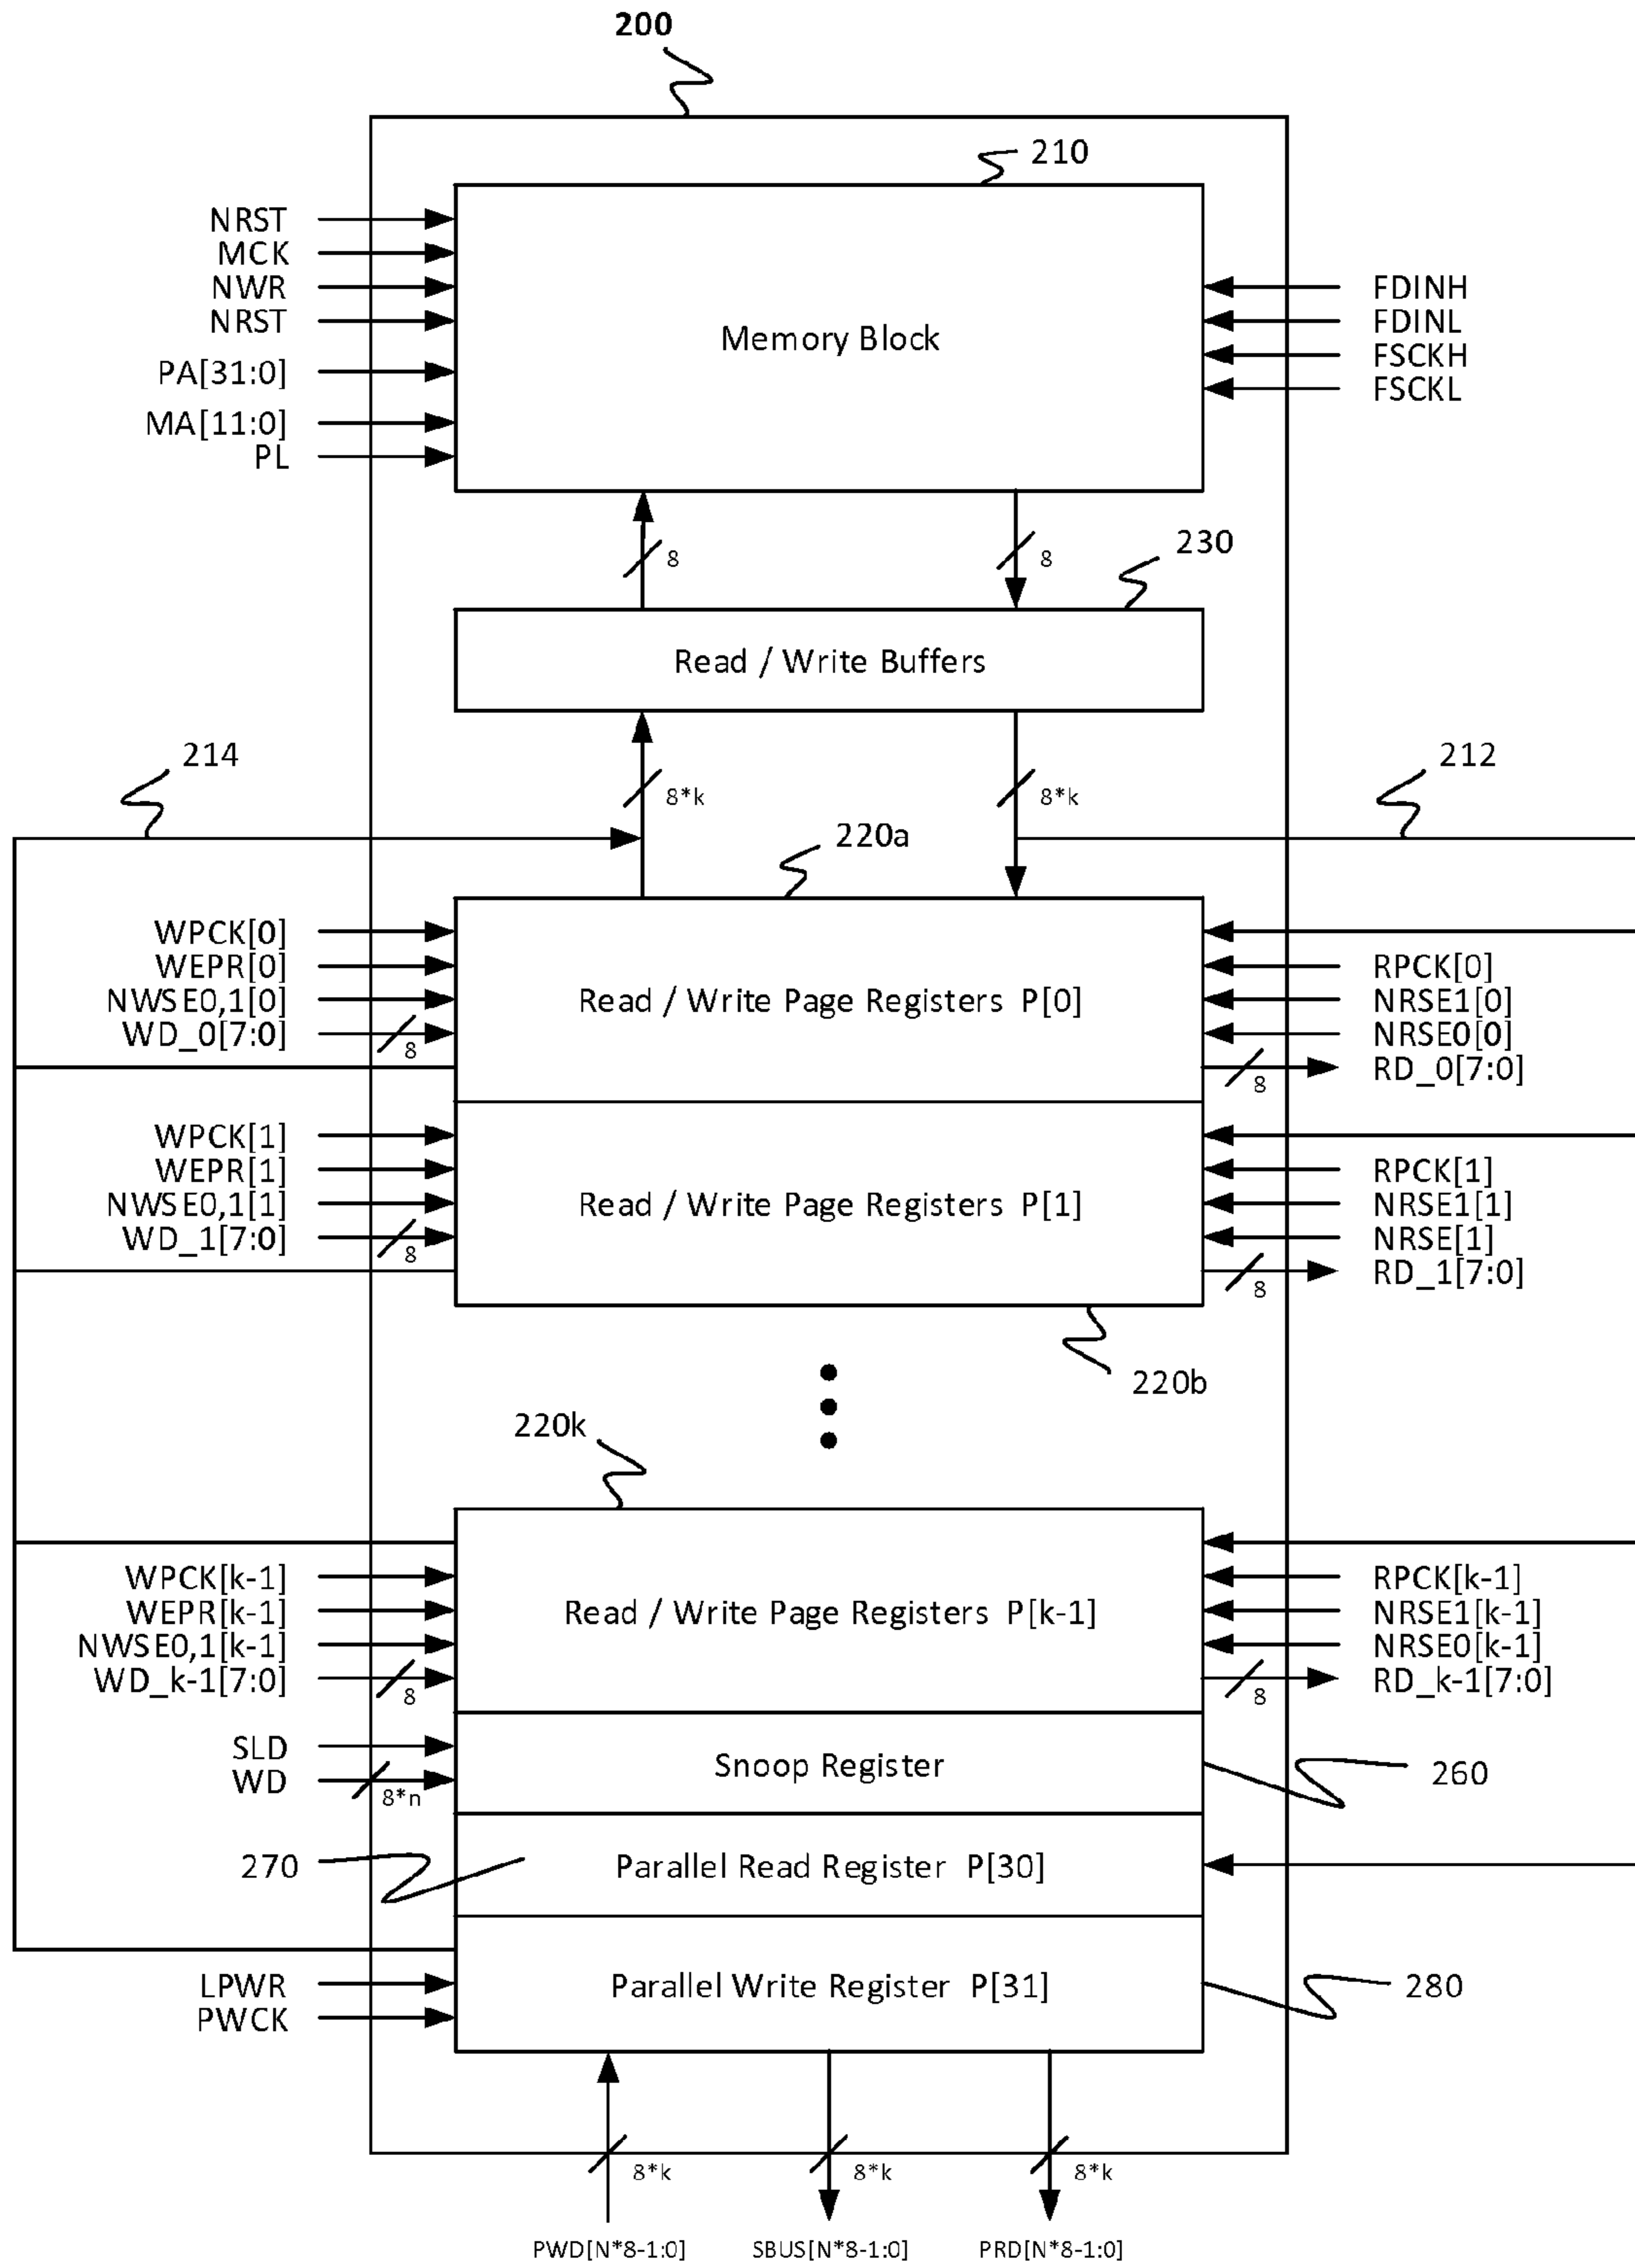 200
210
NRST
MCK
NWR
NRST
PA[31:0]
MA[11:0]
PL
Memory Block
FDINH
FDINL
FSCKH
FSCKL
8
8
230
Read / Write Buffers
214
212
8*k
8*k
220a
WPCK[0]
WEPR[0]
NWSE0,1[0]
WD_0[7:0]
8
Read / Write Page Registers P[0]
RPCK[0]
NRSE1[0]
NRSE0[0]
RD_0[7:0]
8
WPCK[1]
WEPR[1]
NWSE0,1[1]
WD_1[7:0]
8
Read / Write Page Registers P[1]
RPCK[1]
NRSE1[1]
NRSE[1]
RD_1[7:0]
8
220b
220k
WPCK[k-1]
WEPR[k-1]
NWSE0,1[k-1]
WD_k-1[7:0]
8
Read / Write Page Registers P[k-1]
RPCK[k-1]
NRSE1[k-1]
NRSE0[k-1]
RD_k-1[7:0]
8
SLD
WD
8*n
Snoop Register
260
270
Parallel Read Register P[30]
LPWR
PWCK
Parallel Write Register P[31]
280
8*k
8*k
8*k
PWD[N*8-1:0]
SBUS[N*8-1:0]
PRD[N*8-1:0]